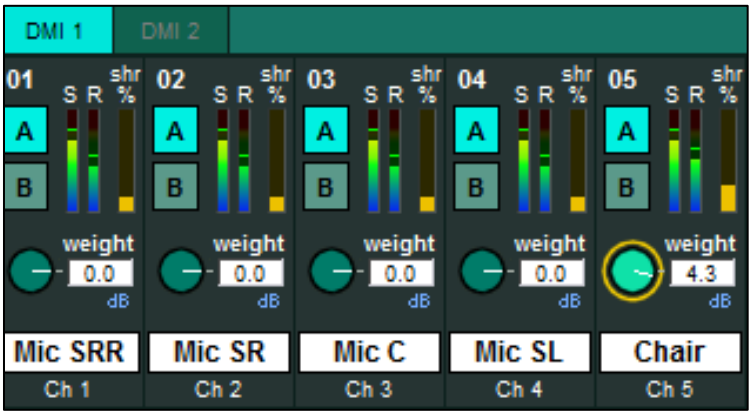 DMI 1 DMI 2
01 S R shr %
A
B
weight
0.0
dB
Mic SRR
Ch 1
02 S R shr %
A
B
weight
0.0
dB
Mic SR
Ch 2
03 S R shr %
A
B
weight
0.0
dB
Mic C
Ch 3
04 S R shr %
A
B
weight
0.0
dB
Mic SL
Ch 4
05 S R shr %
A
B
weight
4.3
dB
Chair
Ch 5